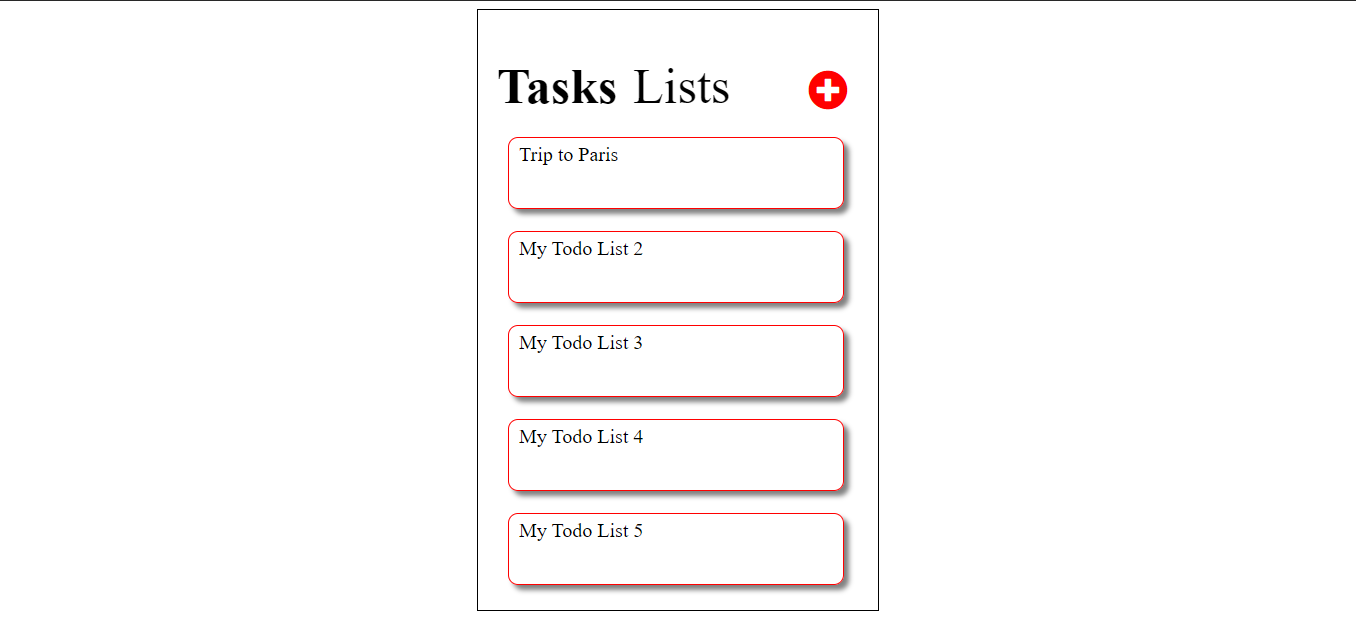 Tasks Lists
Trip to Paris
My Todo List 2
My Todo List 3
My Todo List 4
My Todo List 5